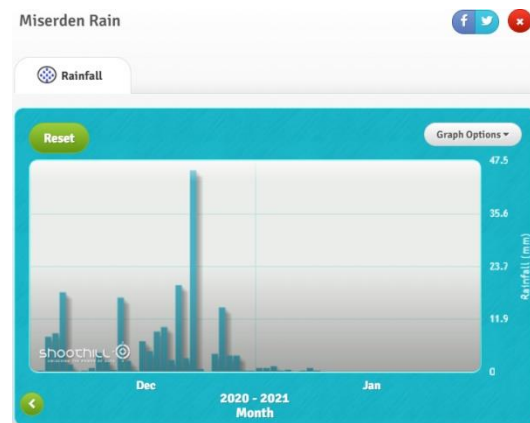 Miserden Rain
Rainfall
Reset
Graph Options
47.5
35.6
23.7
11.9
0
Rainfall (mm)
shoothill
Dec
Jan
2020 - 2021
Month